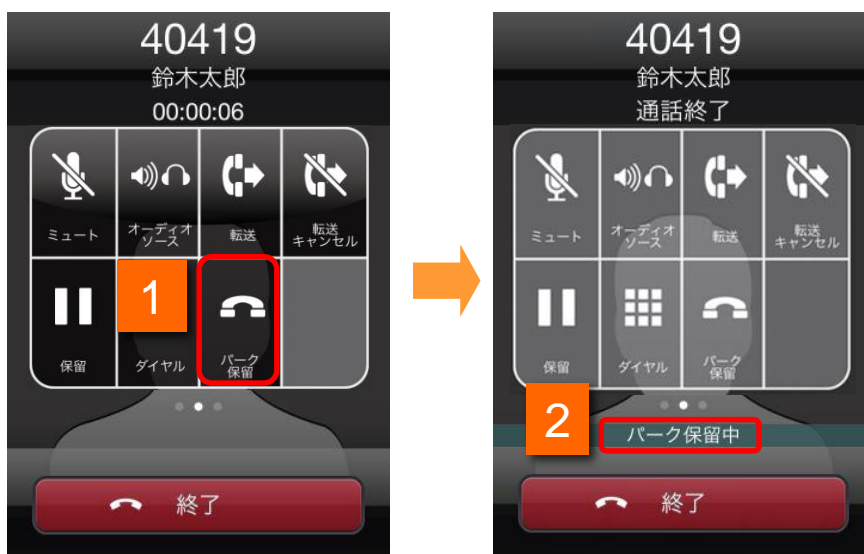 40419
鈴木太郎
00:00:06
ミュート
オーディオ
ソース
転送
転送
キャンセル
1
保留
ダイヤル
パーク
保留
終了
40419
鈴木太郎
通話終了
ミュート
オーディオ
ソース
転送
転送
キャンセル
保留
ダイヤル
パーク
保留
2
パーク保留中
終了